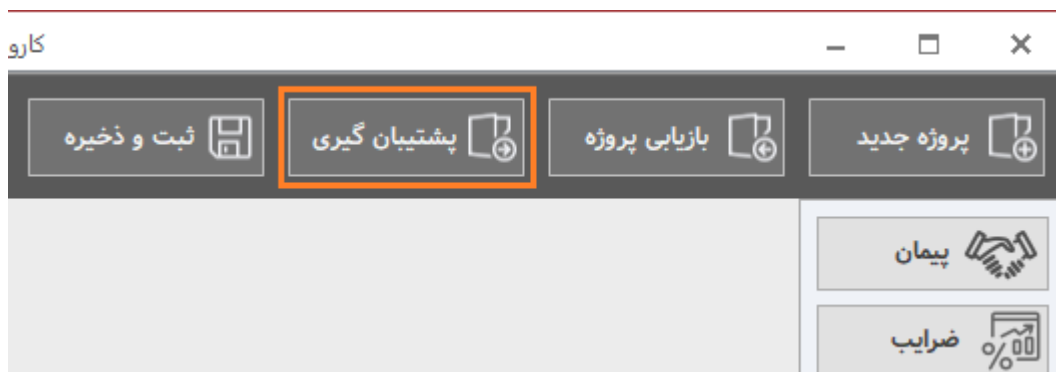 کارو
پروژه جدید
بازیابی پروژه
پشتیبان گیری
ثبت و ذخیره
پیمان
ضرایب